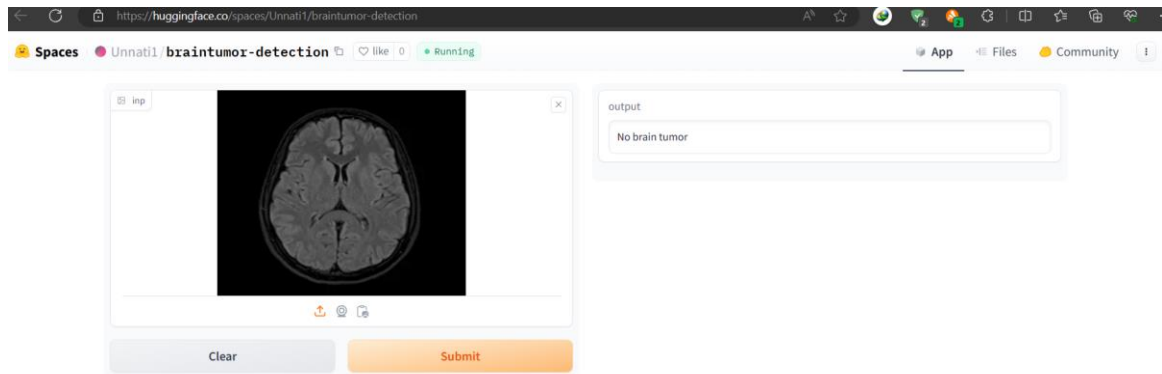 https://huggingface.co/spaces/Unnati1/braintumor-detection
Spaces Unnati1/braintumor-detection like 0 Running App Files Community
inp
output
No brain tumor
Clear Submit